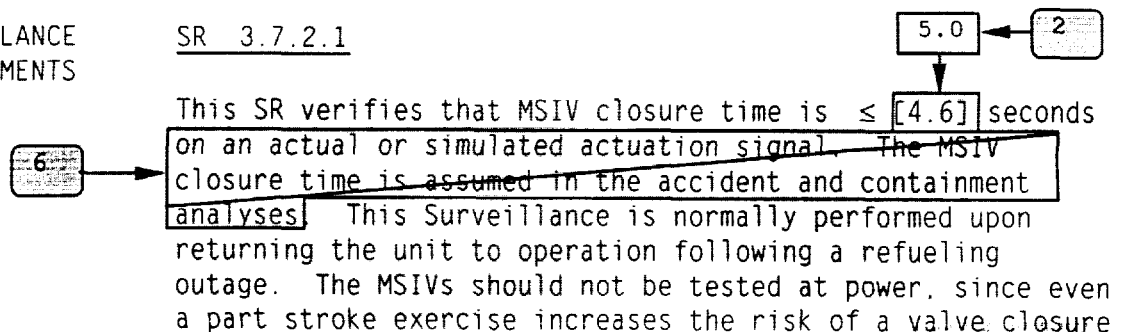 5.0 2
LANCE SR 3.7.2.1
MENTS
This SR verifies that MSIV closure time is ≤ [4.6] seconds
6 on an actual or simulated actuation signal. The MSIV
closure time is assumed in the accident and containment
analyses. This Surveillance is normally performed upon
returning the unit to operation following a refueling
outage. The MSIVs should not be tested at power, since even
a part stroke exercise increases the risk of a valve closure